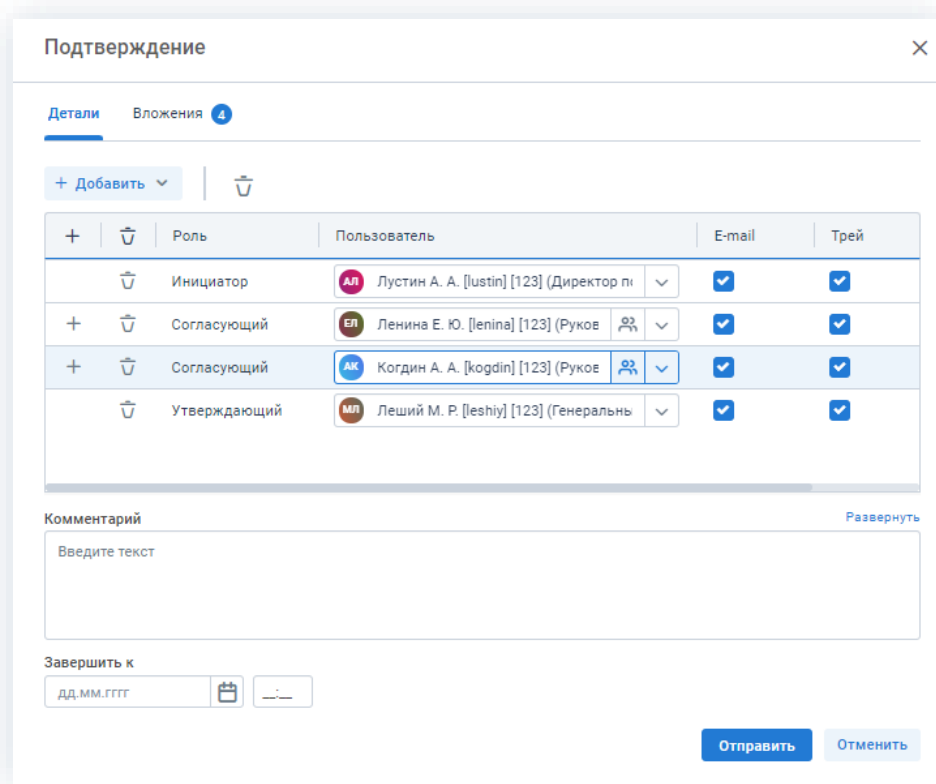 Подтверждение
Детали Вложения 4
+ Добавить
Роль Пользователь E-mail Трей
Инициатор АЛ Лустин А. А. [lustin] [123] (Директор по
Согласующий ЕЛ Ленина Е. Ю. [lenina] [123] (Руков
Согласующий АК Когдин А. А. [kogdin] [123] (Руков
Утверждающий МЛ Леший М. Р. [leshiy] [123] (Генеральны
Комментарий Развернуть
Введите текст
Завершить к
дд.мм.гггг __:__
Отправить Отменить